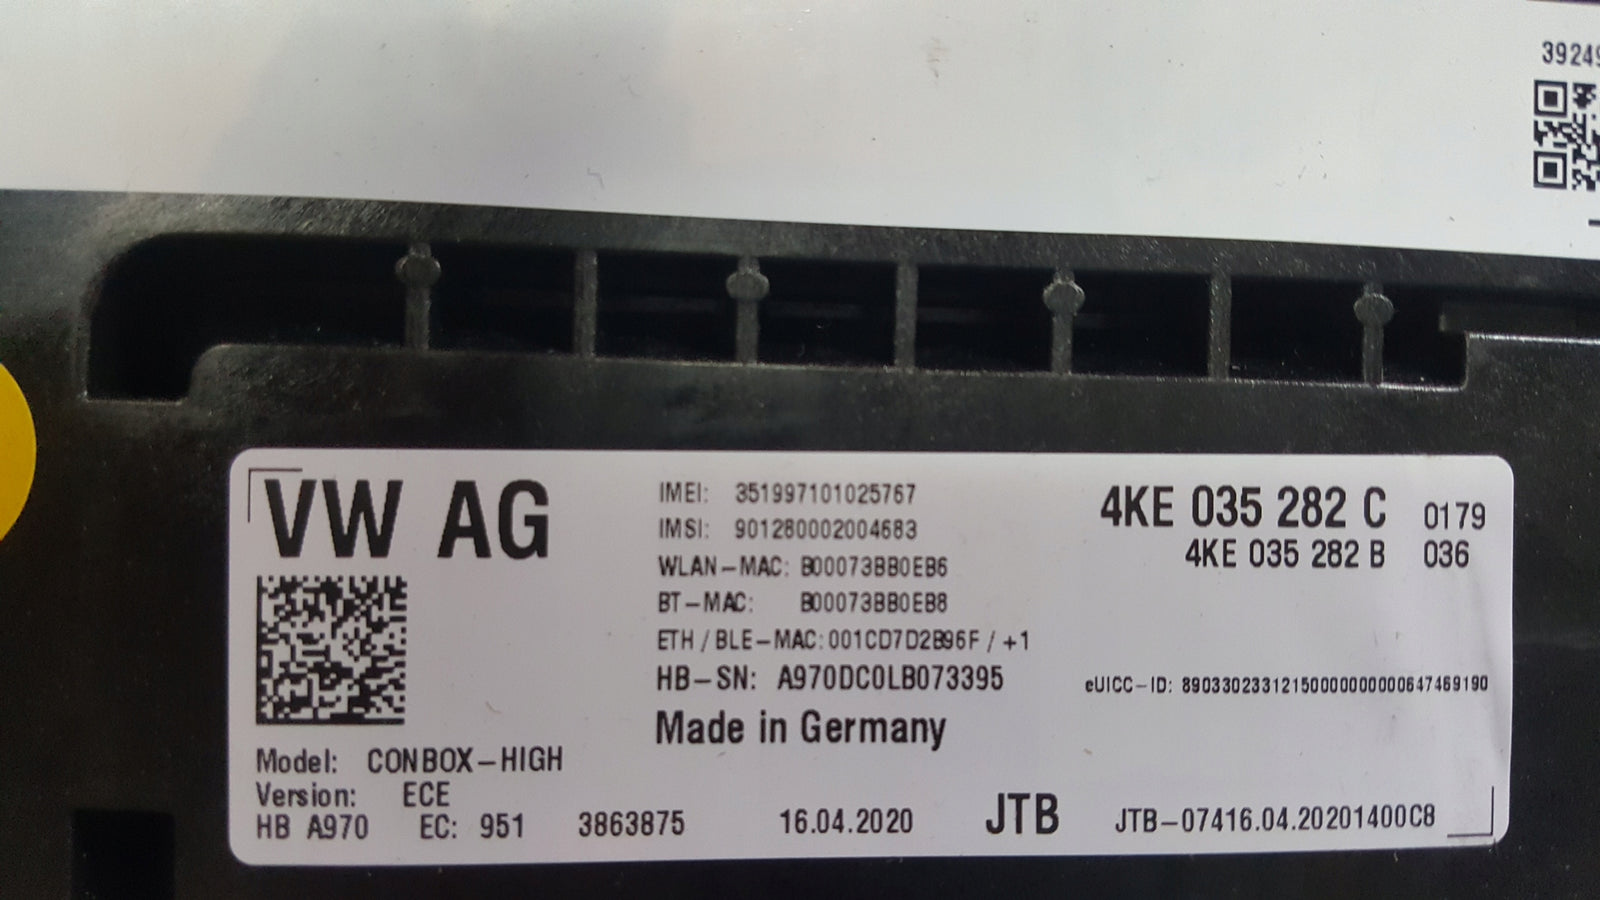 39249
VW AG
IMEI: 351997101025767
IMSI: 901280002004683
WLAN-MAC: B00073BB0EB6
BT-MAC: B00073BB0EB8
ETH / BLE-MAC: 001CD7D2B96F / +1
HB-SN: A970DC0LB073395
Made in Germany
4KE 035 282 C 0179
4KE 035 282 B 036
eUICC-ID: 89033023312150000000000647469190
Model: CONBOX-HIGH
Version: ECE
HB A970 EC: 951 3863875 16.04.2020 JTB JTB-07416.04.20201400C8